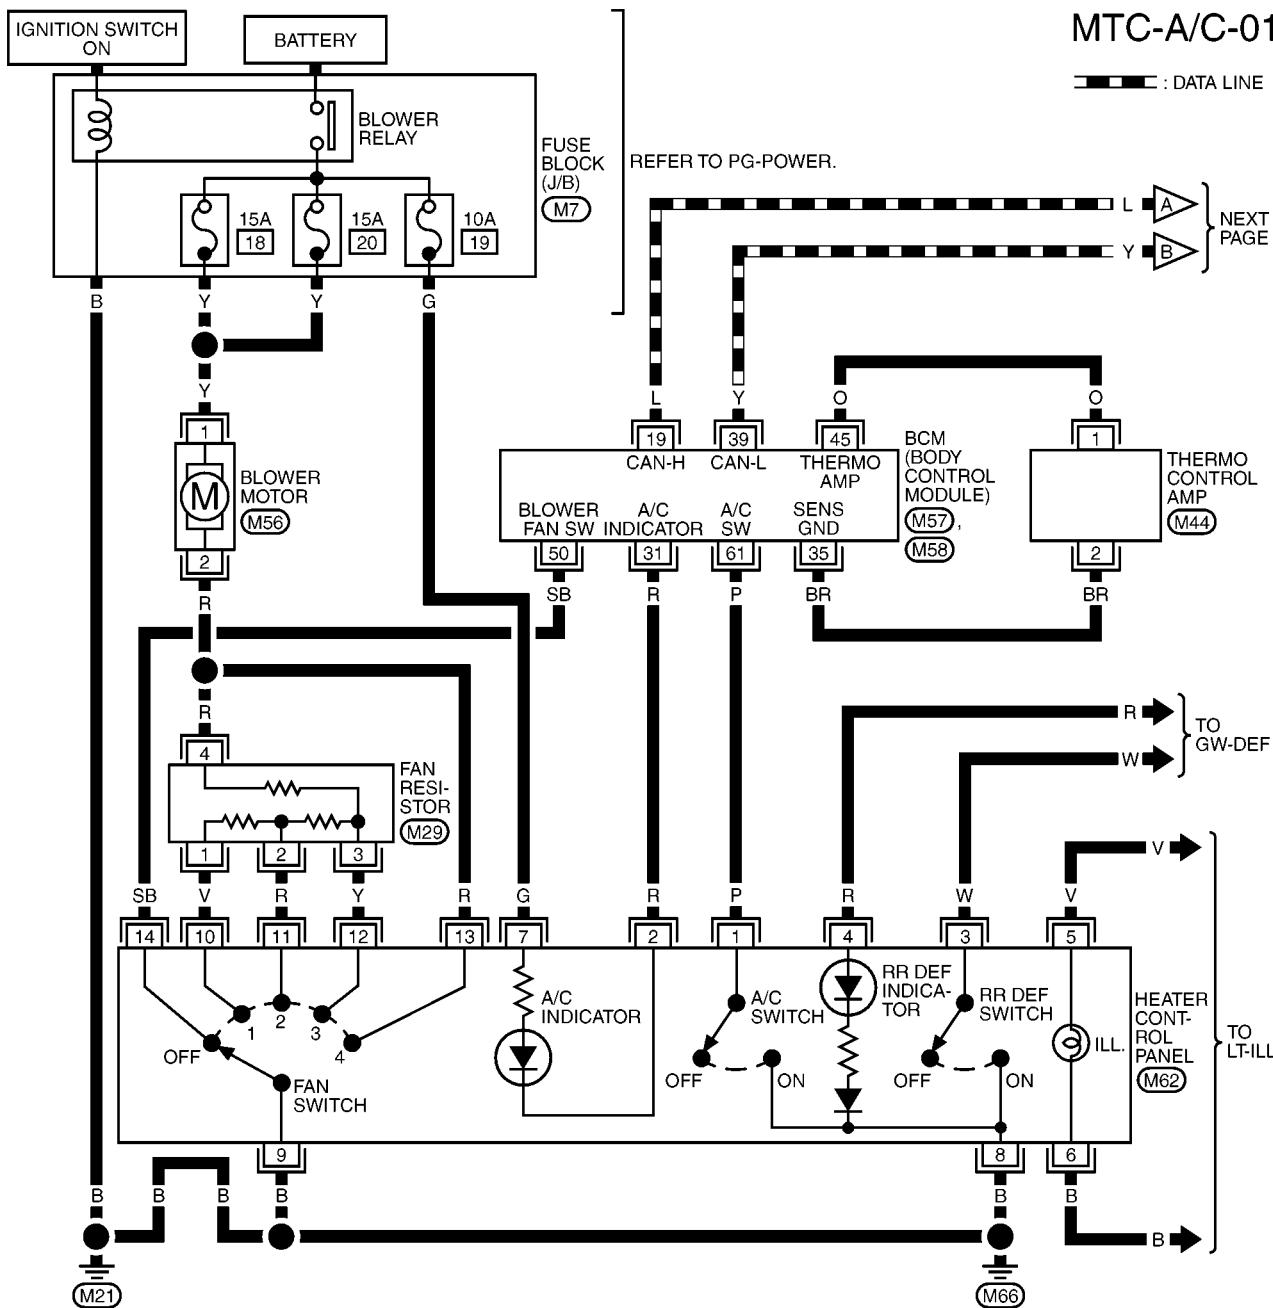 MTC-A/C-01
IGNITION SWITCH
ON
BATTERY
: DATA LINE
BLOWER
RELAY
FUSE
BLOCK
(J/B)
M7
REFER TO PG-POWER.
15A
18
15A
20
10A
19
L
A
Y
B
NEXT
PAGE
B
Y
Y
G
Y
L
Y
O
O
1
19
39
45
1
CAN-H
CAN-L
THERMO
AMP
BCM
(BODY
CONTROL
MODULE)
M57 ,
M58
THERMO
CONTROL
AMP
M44
M
BLOWER
MOTOR
M56
BLOWER
FAN SW
A/C
INDICATOR
A/C
SW
SENS
GND
2
50
31
61
35
2
R
SB
R
P
BR
BR
R
R
W
TO
GW-DEF
4
FAN
RESI-
STOR
M29
1
2
3
V
SB
V
R
Y
R
G
R
P
R
W
V
14
10
11
12
13
7
2
1
4
3
5
A/C
INDICATOR
A/C
SWITCH
RR DEF
INDICA-
TOR
RR DEF
SWITCH
HEATER
CONT-
ROL
PANEL
M62
TO
LT-ILL
OFF
1
2
3
4
FAN
SWITCH
OFF
ON
OFF
ON
ILL.
9
8
6
B
B
B
B
B
B
B
M21
M66